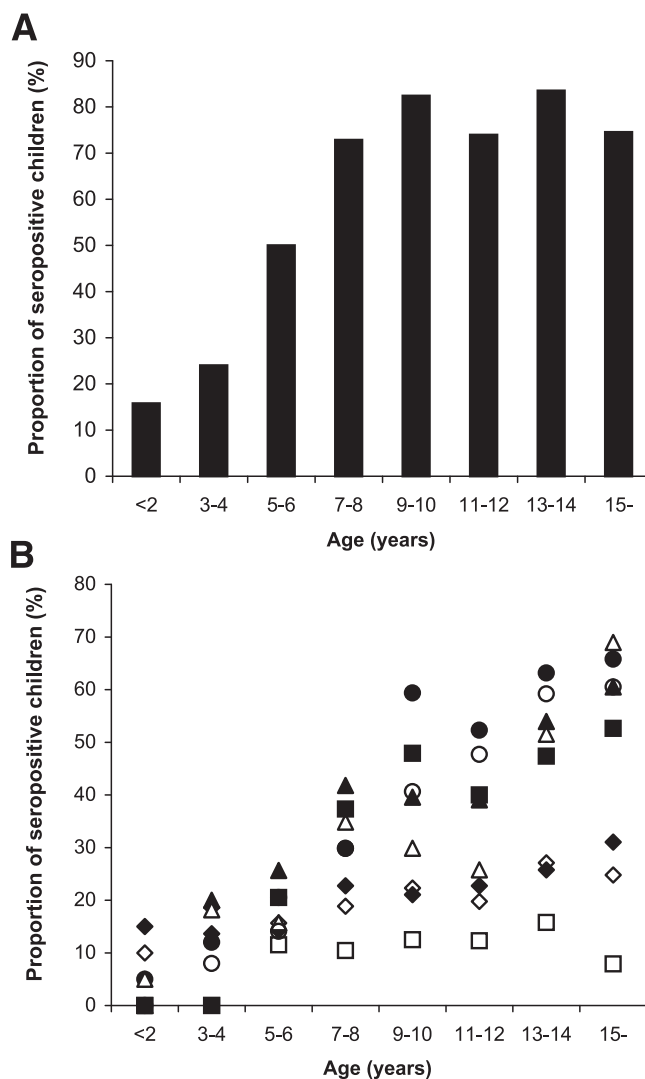 A
Proportion of seropositive children (%)
90
80
70
60
50
40
30
20
10
0
<2 3-4 5-6 7-8 9-10 11-12 13-14 15-
Age (years)
B
Proportion of seropositive children (%)
80
70
60
50
40
30
20
10
0
<2 3-4 5-6 7-8 9-10 11-12 13-14 15-
Age (years)